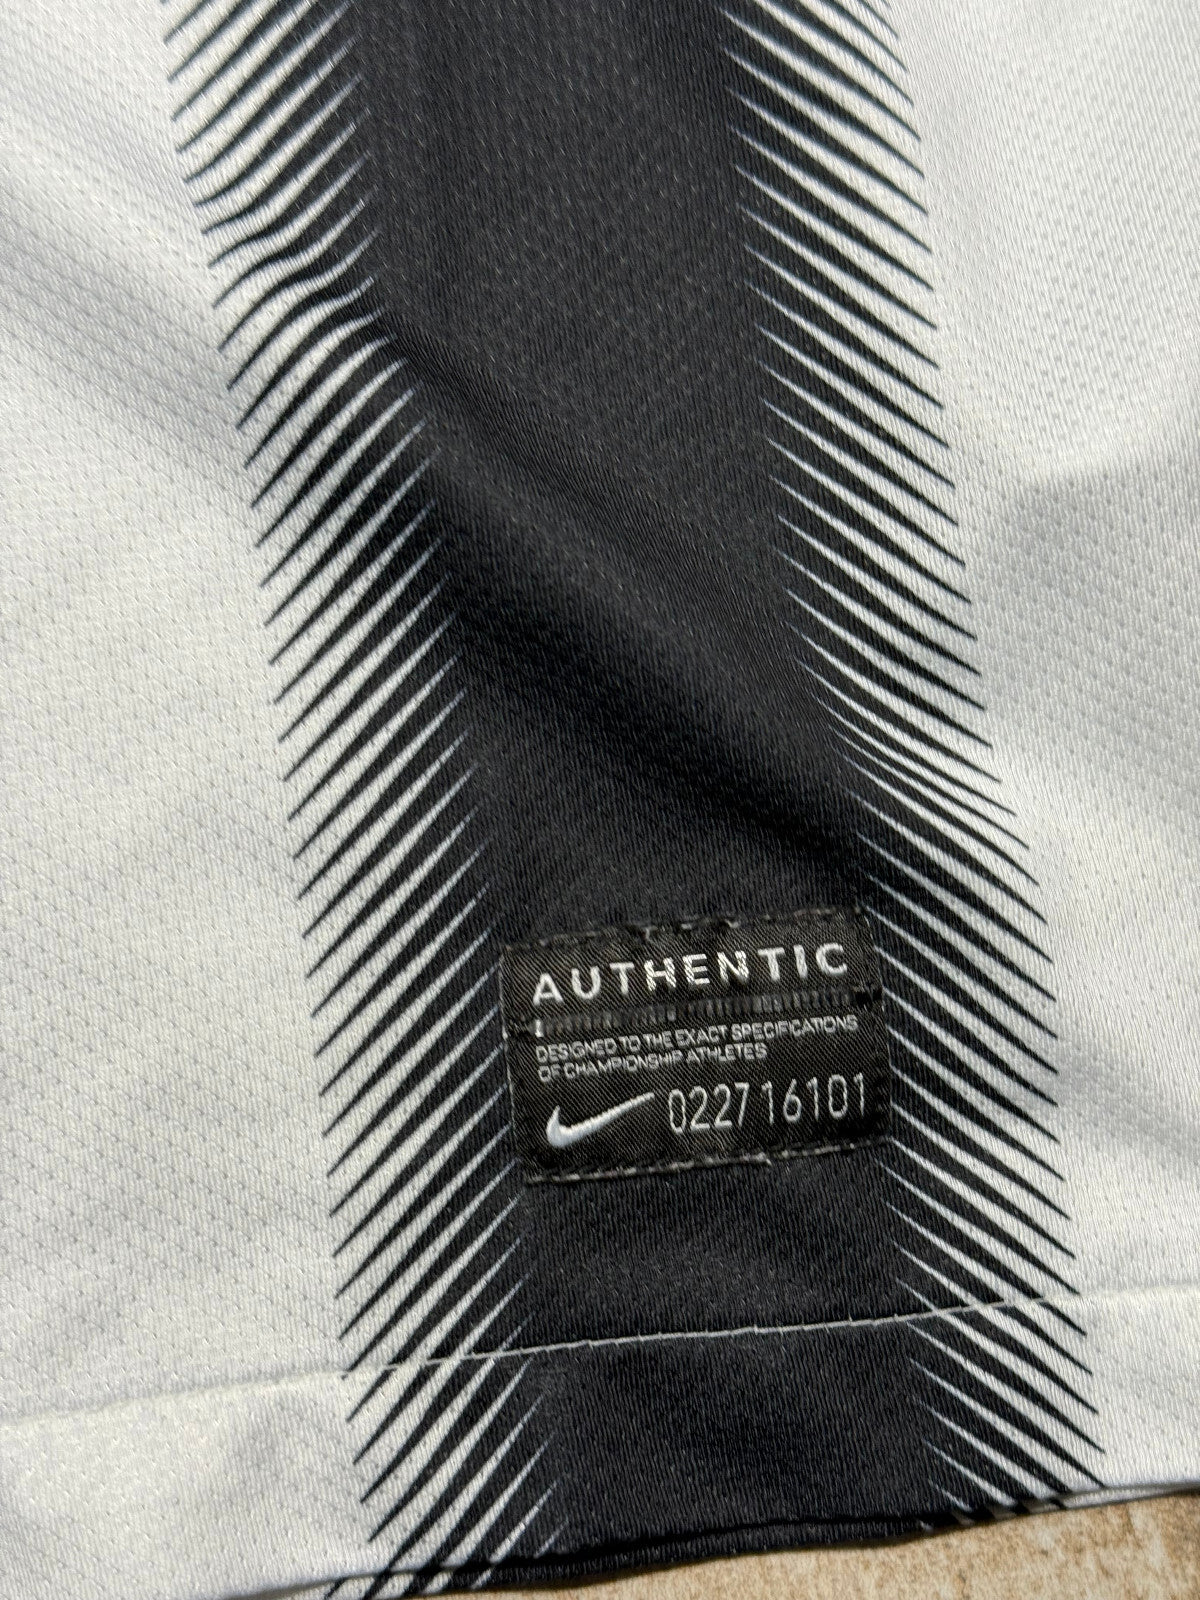 AUTHENTIC
DESIGNED TO THE EXACT SPECIFICATIONS
OF CHAMPIONSHIP ATHLETES
022716101